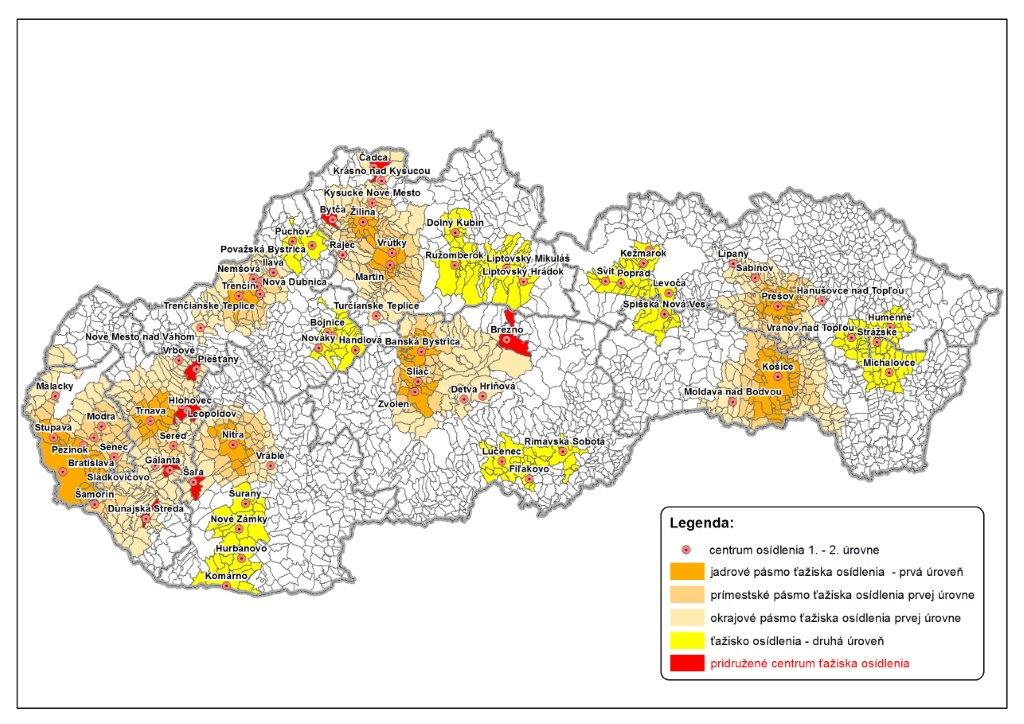 Čadca
Krásno nad Kysucou
Kysucké Nové Mesto
Bytča
Žilina
Dolný Kubín
Púchov
Vrútky
Považská Bystrica
Rajec
Ružomberok
Liptovský Mikuláš
Kežmarok
Lipany
Ilava
Nemšová
Martin
Liptovský Hrádok
Svit
Poprad
Sabinov
Trenčín
Nová Dubnica
Levoča
Prešov
Hanušovce nad Topľou
Trenčianske Teplice
Turčianske Teplice
Spišská Nová Ves
Humenné
Bojnice
Brezno
Vranov nad Topľou
Strážske
Nové Mesto nad Váhom
Nováky
Handlová
Banská Bystrica
Vrbové
Piešťany
Michalovce
Sliač
Košice
Malacky
Detva
Hriňová
Moldava nad Bodvou
Hlohovec
Zvolen
Trnava
Leopoldov
Modra
Stupava
Sereď
Nitra
Rimavská Sobota
Pezinok
Senec
Lučenec
Bratislava
Galanta
Vráble
Fiľakovo
Sládkovičovo
Šaľa
Šamorín
Šurany
Dunajská Streda
Nové Zámky
Hurbanovo
Komárno
Legenda:
centrum osídlenia 1. - 2. úrovne
jadrové pásmo ťažiska osídlenia - prvá úroveň
prímestské pásmo ťažiska osídlenia prvej úrovne
okrajové pásmo ťažiska osídlenia prvej úrovne
ťažisko osídlenia - druhá úroveň
pridružené centrum ťažiska osídlenia